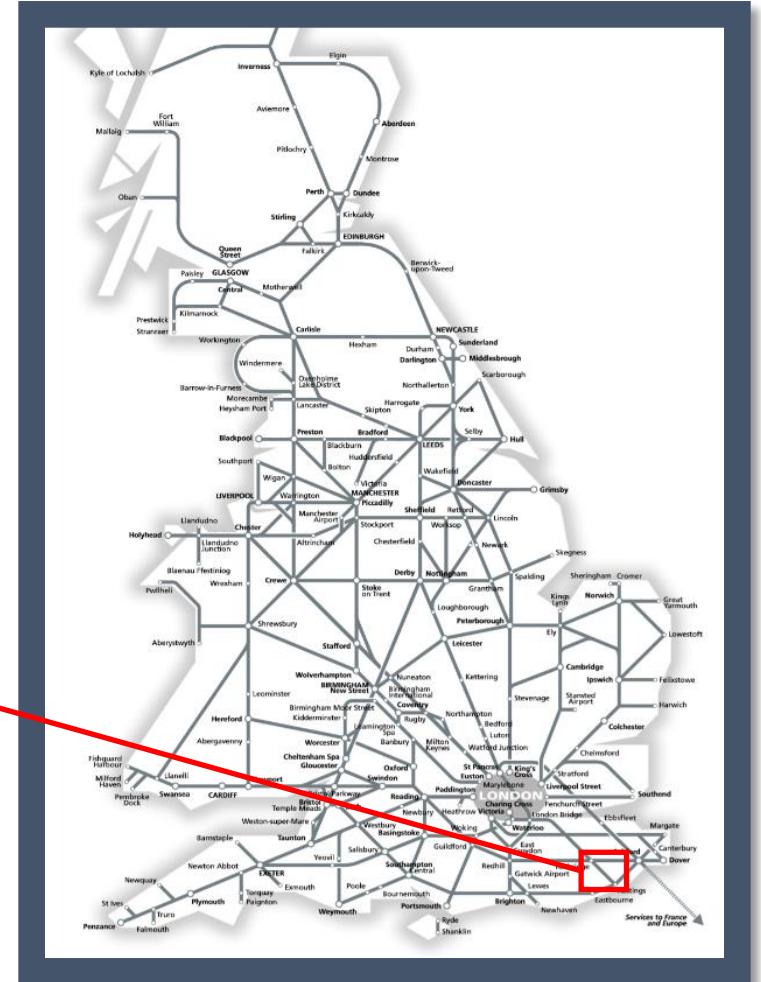 Elgin
Inverness
Kyle of Lochalsh
Aviemore
Fort
William
Mallaig
Aberdeen
Pitlochry
Montrose
Perth
Dundee
Oban
Stirling
Kirkcaldy
EDINBURGH
Queen
Street
Falkirk
Berwick-
upon-Tweed
Paisley
GLASGOW
Central
Motherwell
Prestwick
Kilmarnock
Stranraer
Carlisle
NEWCASTLE
Workington
Hexham
Sunderland
Durham
Darlington
Middlesbrough
Windermere
Scarborough
Oxenholme
Lake District
Barrow-in-Furness
Northallerton
Morecambe
Lancaster
Harrogate
Heysham Port
Skipton
York
Blackpool
Preston
Bradford
Selby
Blackburn
LEEDS
Hull
Huddersfield
Southport
Bolton
Wakefield
Wigan
Victoria
Doncaster
LIVERPOOL
Warrington
MANCHESTER
Piccadilly
Grimsby
Manchester
Airport
Sheffield
Retford
Llandudno
Chester
Stockport
Worksop
Lincoln
Holyhead
Llandudno
Junction
Altrincham
Chesterfield
Newark
Skegness
Blaenau Ffestiniog
Derby
Nottingham
Spalding
Sheringham
Cromer
Pwllheli
Wrexham
Crewe
Stoke
on Trent
Grantham
Kings
Lynn
Norwich
Great
Yarmouth
Loughborough
Shrewsbury
Peterborough
Aberystwyth
Stafford
Leicester
Ely
Lowestoft
Wolverhampton
Nuneaton
Kettering
Cambridge
BIRMINGHAM
New Street
Birmingham
International
Ipswich
Felixstowe
Leominster
Coventry
Stevenage
Stansted
Airport
Birmingham Moor Street
Northampton
Harwich
Hereford
Kidderminster
Rugby
Bedford
Leamington
Spa
Colchester
Abergavenny
Worcester
Banbury
Milton
Keynes
Luton
Watford Junction
Chelmsford
Cheltenham Spa
Fishguard
Harbour
Gloucester
Oxford
St Pancras
King's
Cross
Euston
Stratford
Milford
Haven
Llanelli
Swindon
Marylebone
Liverpool Street
Pembroke
Dock
Swansea
CARDIFF
Parkway
Reading
Paddington
LONDON
Southend
Bristol
Temple Meads
Charing Cross
Fenchurch Street
Newbury
Heathrow
Victoria
London Bridge
Ebbsfleet
Weston-super-Mare
Westbury
Woking
Waterloo
Margate
Barnstaple
Taunton
Basingstoke
Guildford
East
Croydon
Canterbury
Salisbury
Yeovil
Newton Abbot
EXETER
Southampton
Central
Redhill
Gatwick Airport
Dover
Newquay
Exmouth
Poole
Lewes
Torquay
Bournemouth
Plymouth
Paignton
Eastbourne
St Ives
Weymouth
Portsmouth
Brighton
Newhaven
Truro
Ryde
Services to France
and Europe
Penzance
Falmouth
Shanklin